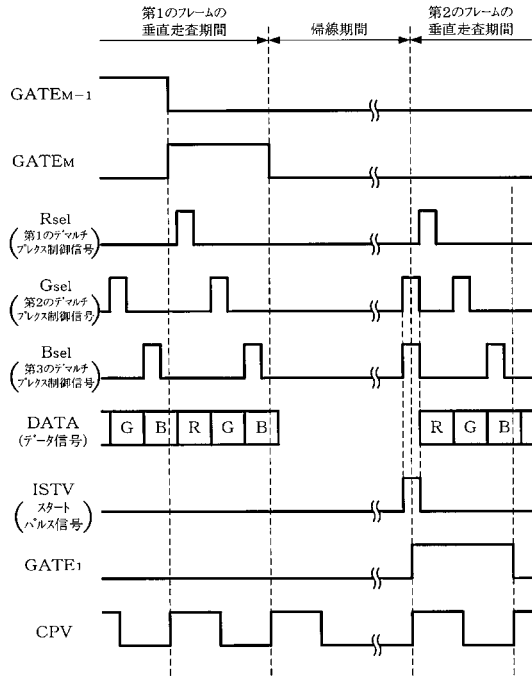 第1のフレームの
垂直走査期間
帰線期間
第2のフレームの
垂直走査期間
GATEM-1
GATEM
Rsel
(第1のデマルチ
プレクス制御信号)
Gsel
(第2のデマルチ
プレクス制御信号)
Bsel
(第3のデマルチ
プレクス制御信号)
DATA
(データ信号)
G B R G B R G B
ISTV
(スタート
パルス信号)
GATE1
CPV